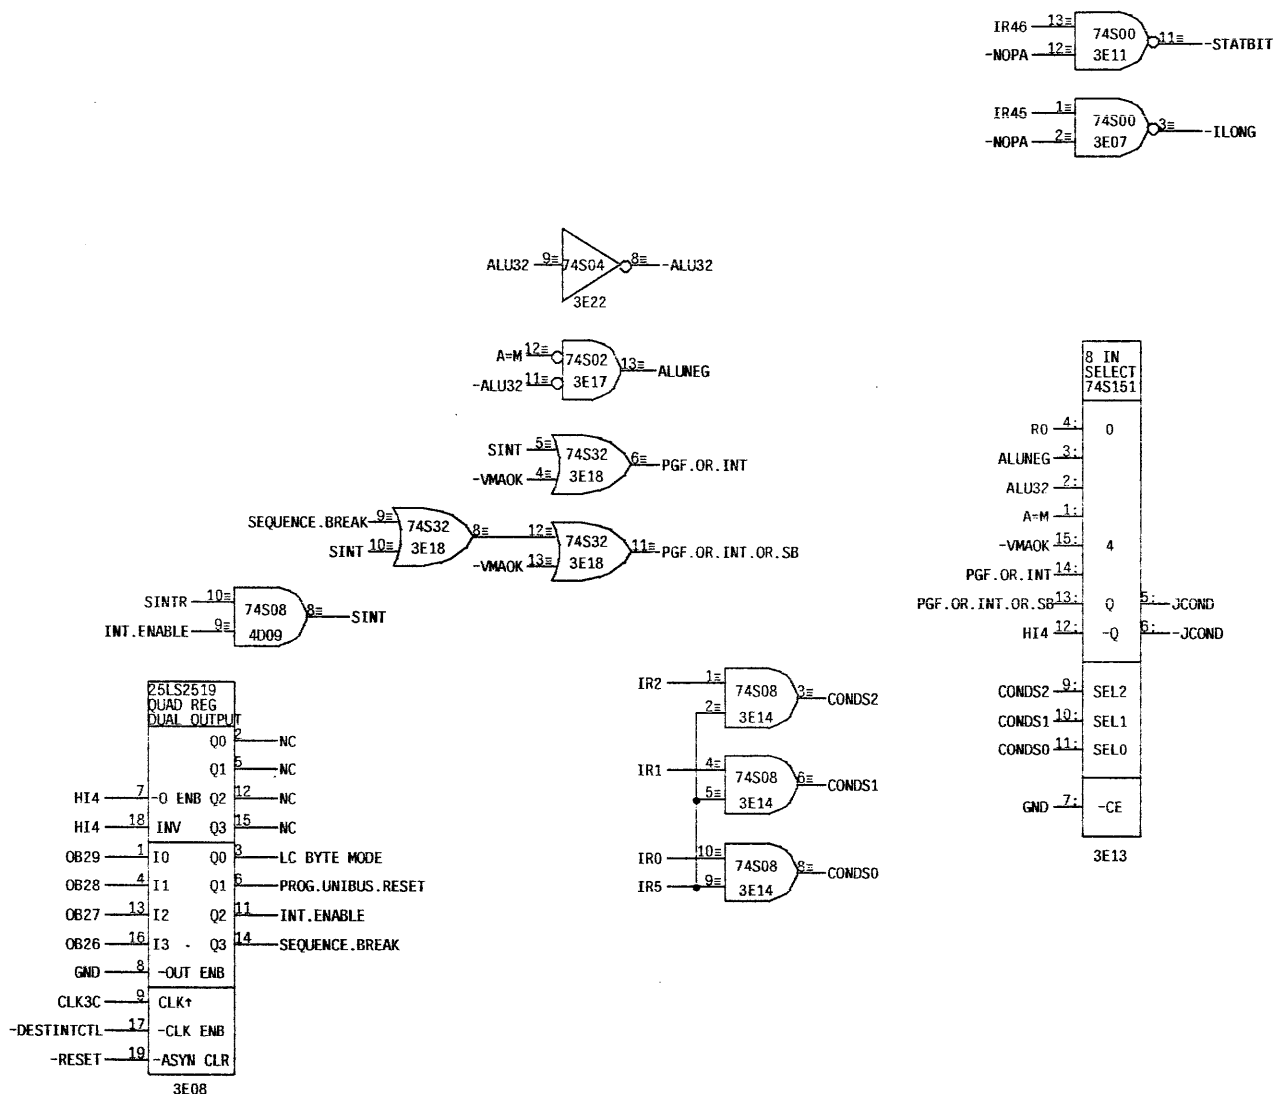 IR46 13≡ 74S00 11≡ -STATBIT
-NOPA 12≡ 3E11
IR45 1≡ 74S00 3≡ -ILONG
-NOPA 2≡ 3E07
ALU32 9≡ 74S04 8≡ -ALU32
3E22
A=M 12≡ 74S02 13≡ ALUNEG
-ALU32 11≡ 3E17
SINT 5≡ 74S32 6≡ PGF.OR.INT
-VMAOK 4≡ 3E18
SEQUENCE.BREAK 9≡ 74S32 8≡ 12≡ 74S32 11≡ PGF.OR.INT.OR.SB
SINT 10≡ 3E18 -VMAOK 13≡ 3E18
SINTR 10≡ 74S08 8≡ SINT
INT.ENABLE 9≡ 4D09
25LS2519
QUAD REG
DUAL OUTPUT
Q0 2 NC
Q1 5 NC
HI4 7 -O ENB Q2 12 NC
HI4 18 INV Q3 15 NC
OB29 1 I0 Q0 3 LC BYTE MODE
OB28 4 I1 Q1 6 PROG.UNIBUS.RESET
OB27 13 I2 Q2 11 INT.ENABLE
OB26 16 I3 Q3 14 SEQUENCE.BREAK
GND 8 -OUT ENB
CLK3C 9 CLK↑
-DESTINTCTL 17 -CLK ENB
-RESET 19 -ASYN CLR
3E08
IR2 1≡ 74S08 3≡ CONDS2
2≡ 3E14
IR1 4≡ 74S08 6≡ CONDS1
5≡ 3E14
IR0 10≡ 74S08 8≡ CONDS0
IR5 9≡ 3E14
8 IN
SELECT
74S151
R0 4: 0
ALUNEG 3:
ALU32 2:
A=M 1:
-VMAOK 15: 4
PGF.OR.INT 14:
PGF.OR.INT.OR.SB 13: Q 5: JCOND
HI4 12: -Q 6: -JCOND
CONDS2 9: SEL2
CONDS1 10: SEL1
CONDS0 11: SEL0
GND 7: -CE
3E13